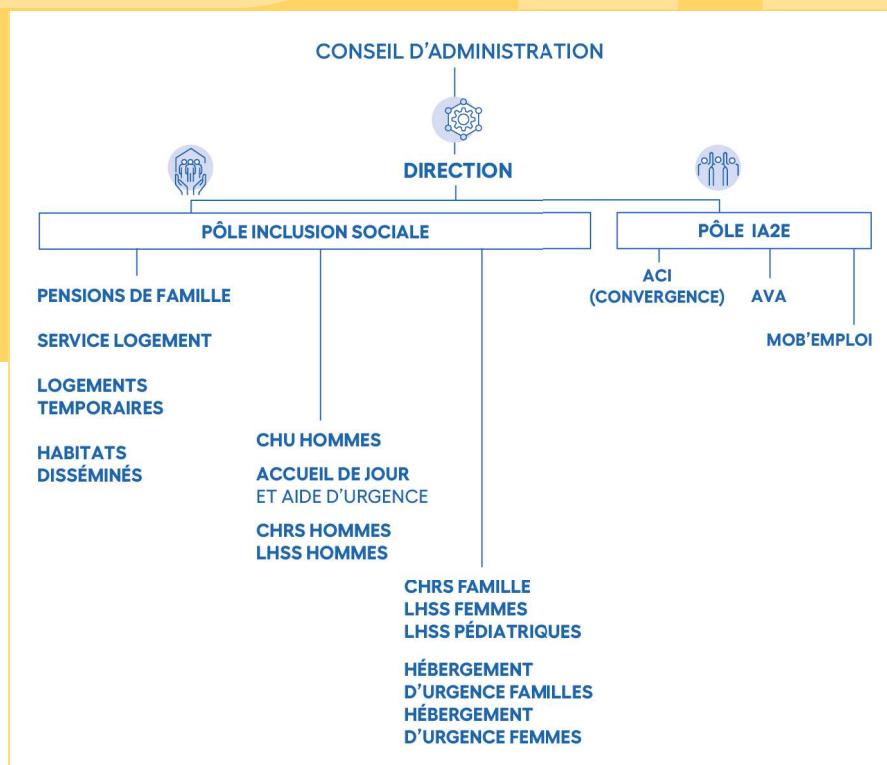 CONSEIL D'ADMINISTRATION
DIRECTION
PÔLE INCLUSION SOCIALE
PENSIONS DE FAMILLE
SERVICE LOGEMENT
LOGEMENTS
TEMPORAIRES
HABITATS
DISSÉMINÉS
CHU HOMMES
ACCUEIL DE JOUR
ET AIDE D'URGENCE
CHRS HOMMES
LHSS HOMMES
CHRS FAMILLE
LHSS FEMMES
LHSS PÉDIATRIQUES
HÉBERGEMENT
D'URGENCE FAMILLES
HÉBERGEMENT
D'URGENCE FEMMES
PÔLE IA2E
ACI
(CONVERGENCE)
AVA
MOB'EMPLOI